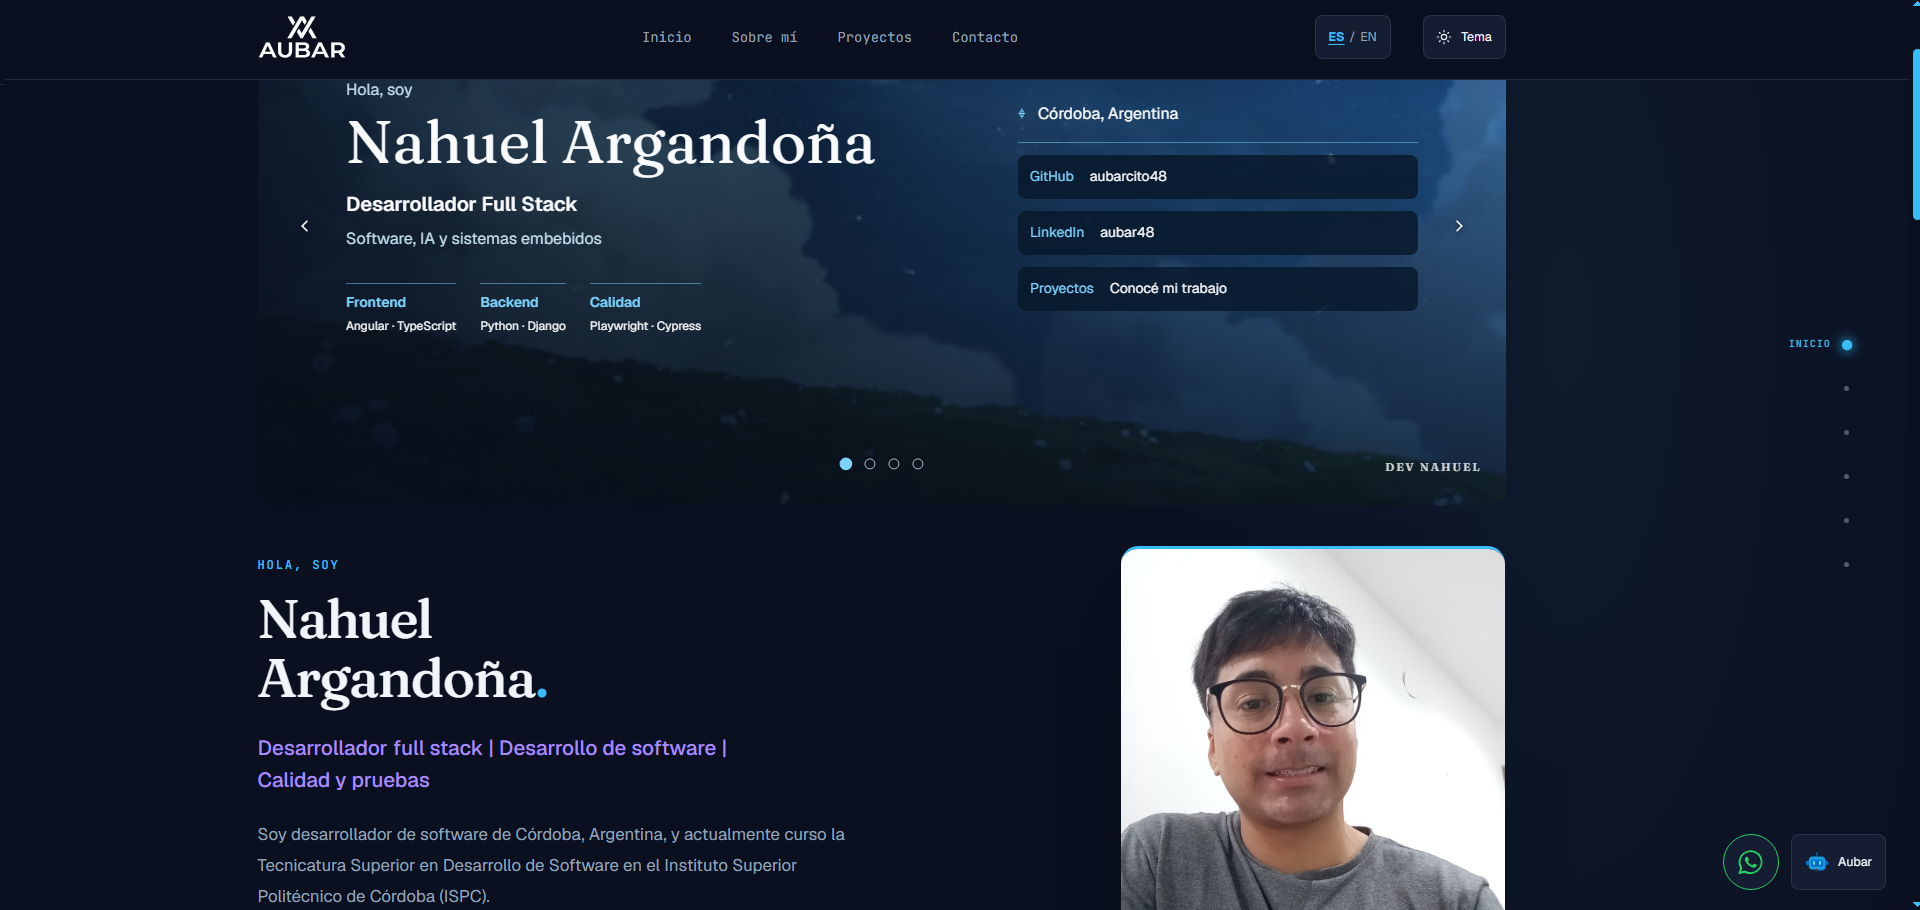 AUBAR
Inicio
Sobre mí
Proyectos
Contacto
ES / EN
Tema
Hola, soy
Nahuel Argandoña
Desarrollador Full Stack
Software, IA y sistemas embebidos
Frontend
Angular · TypeScript
Backend
Python · Django
Calidad
Playwright · Cypress
Córdoba, Argentina
GitHub aubarcito48
LinkedIn aubar48
Proyectos Conocé mi trabajo
DEV NAHUEL
INICIO
HOLA, SOY
Nahuel
Argandoña.
Desarrollador full stack | Desarrollo de software |
Calidad y pruebas
Soy desarrollador de software de Córdoba, Argentina, y actualmente curso la
Tecnicatura Superior en Desarrollo de Software en el Instituto Superior
Politécnico de Córdoba (ISPC).
Aubar